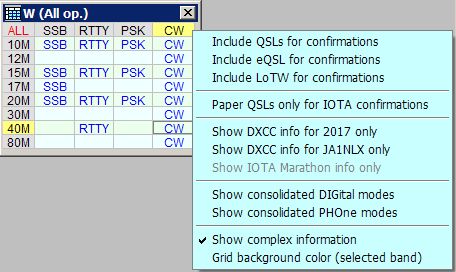 W (All op.)
ALL SSB RTTY PSK CW
10M SSB RTTY PSK CW
12M CW
15M SSB RTTY PSK CW
17M SSB CW
20M SSB RTTY PSK CW
30M CW
40M RTTY CW
80M CW
Include QSLs for confirmations
Include eQSL for confirmations
Include LoTW for confirmations
Paper QSLs only for IOTA confirmations
Show DXCC info for 2017 only
Show DXCC info for JA1NLX only
Show IOTA Marathon info only
Show consolidated DIGital modes
Show consolidated PHOne modes
✓ Show complex information
Grid background color (selected band)